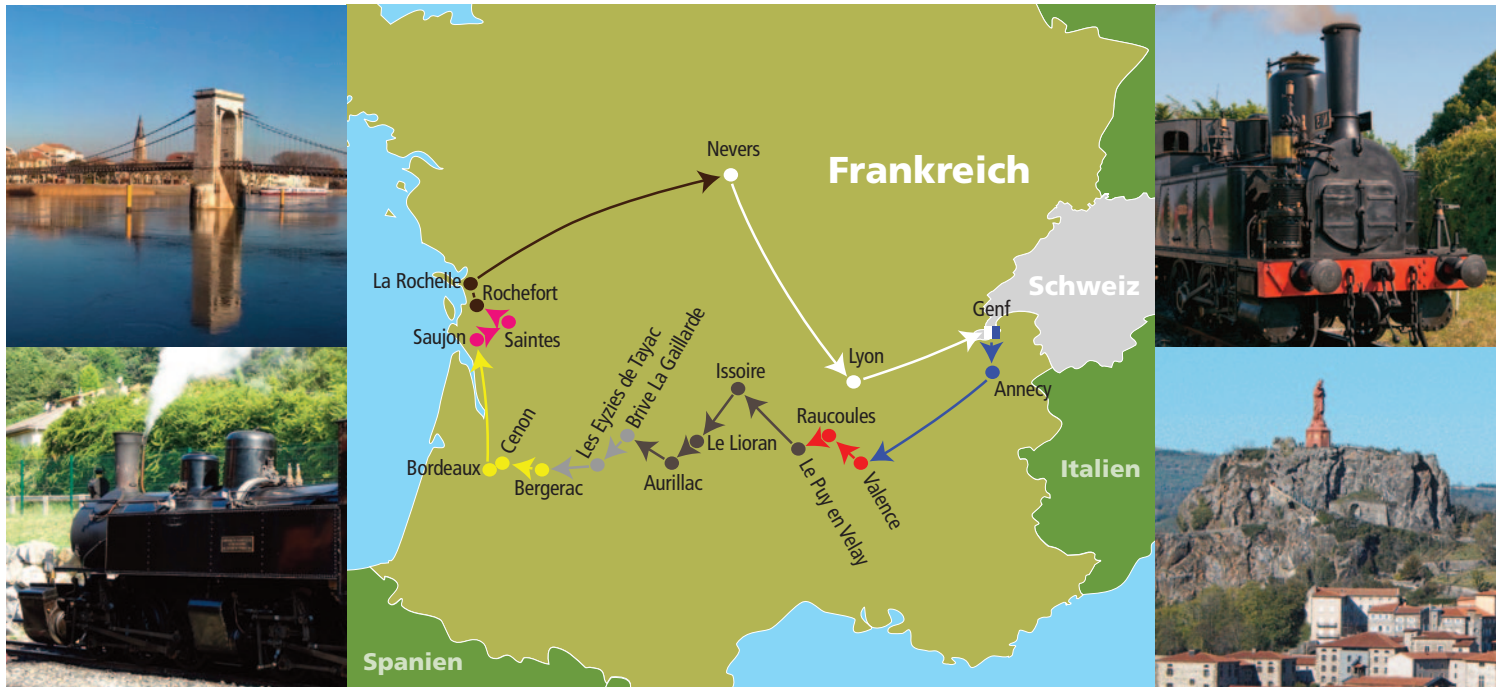 Nevers
Frankreich
La Rochelle
Rochefort
Schweiz
Genf
Saujon
Saintes
Lyon
Annecy
Les Eyzies de Tayac
Brive La Gaillarde
Issoire
Raucoules
Cenon
Le Lioran
Bordeaux
Bergerac
Aurillac
Le Puy en Velay
Valence
Italien
Spanien